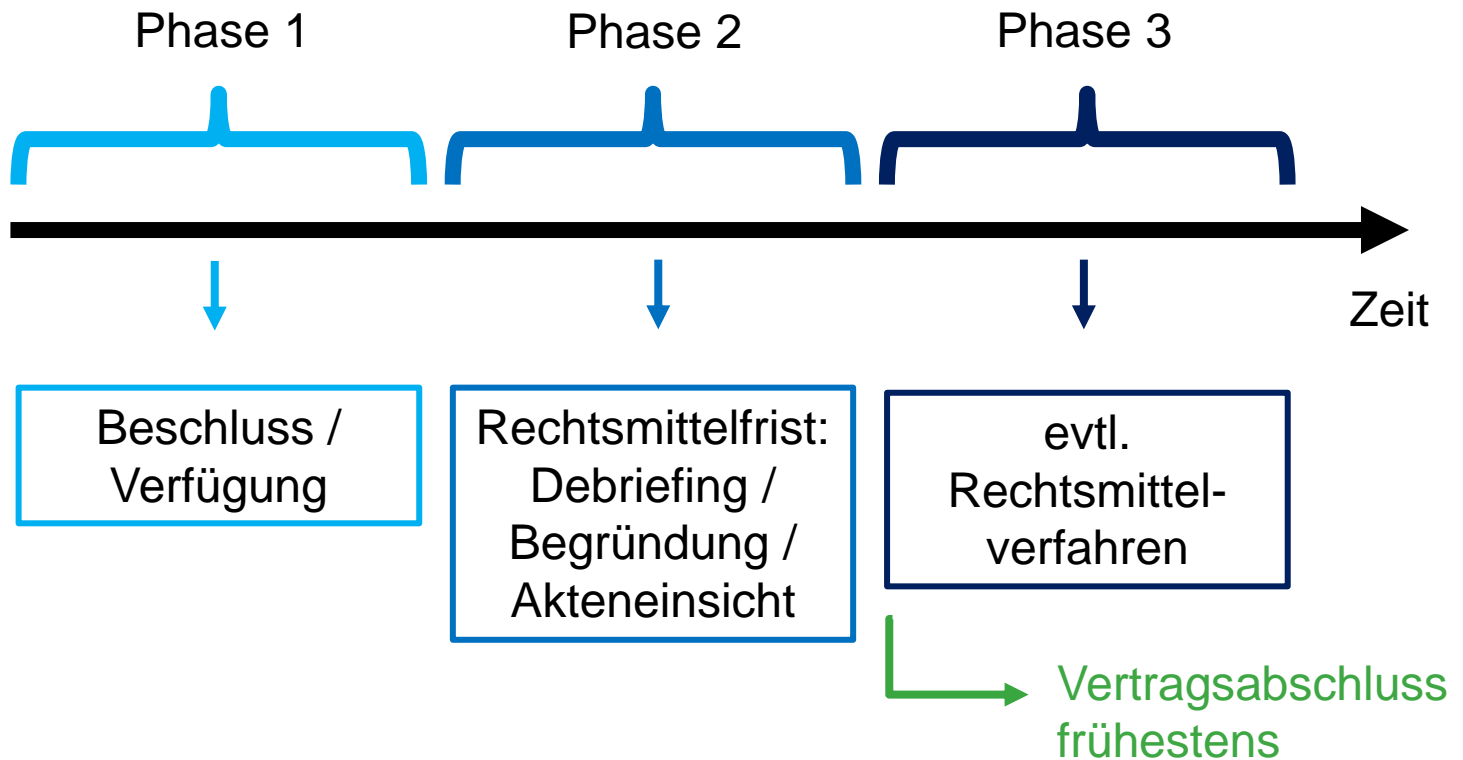 Phase 1
Phase 2
Phase 3
Zeit
Beschluss /
Verfügung
Rechtsmittelfrist:
Debriefing /
Begründung /
Akteneinsicht
evtl.
Rechtsmittel-
verfahren
Vertragsabschluss
frühestens